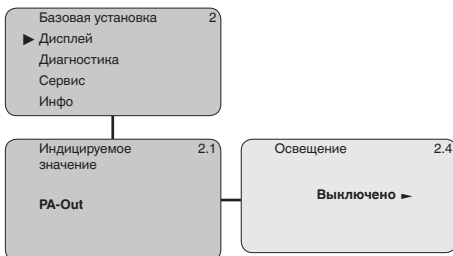 Базовая установка 2
▶ Дисплей
Диагностика
Сервис
Инфо
Индицируемое 2.1
значение
PA-Out
Освещение 2.4
Выключено ►